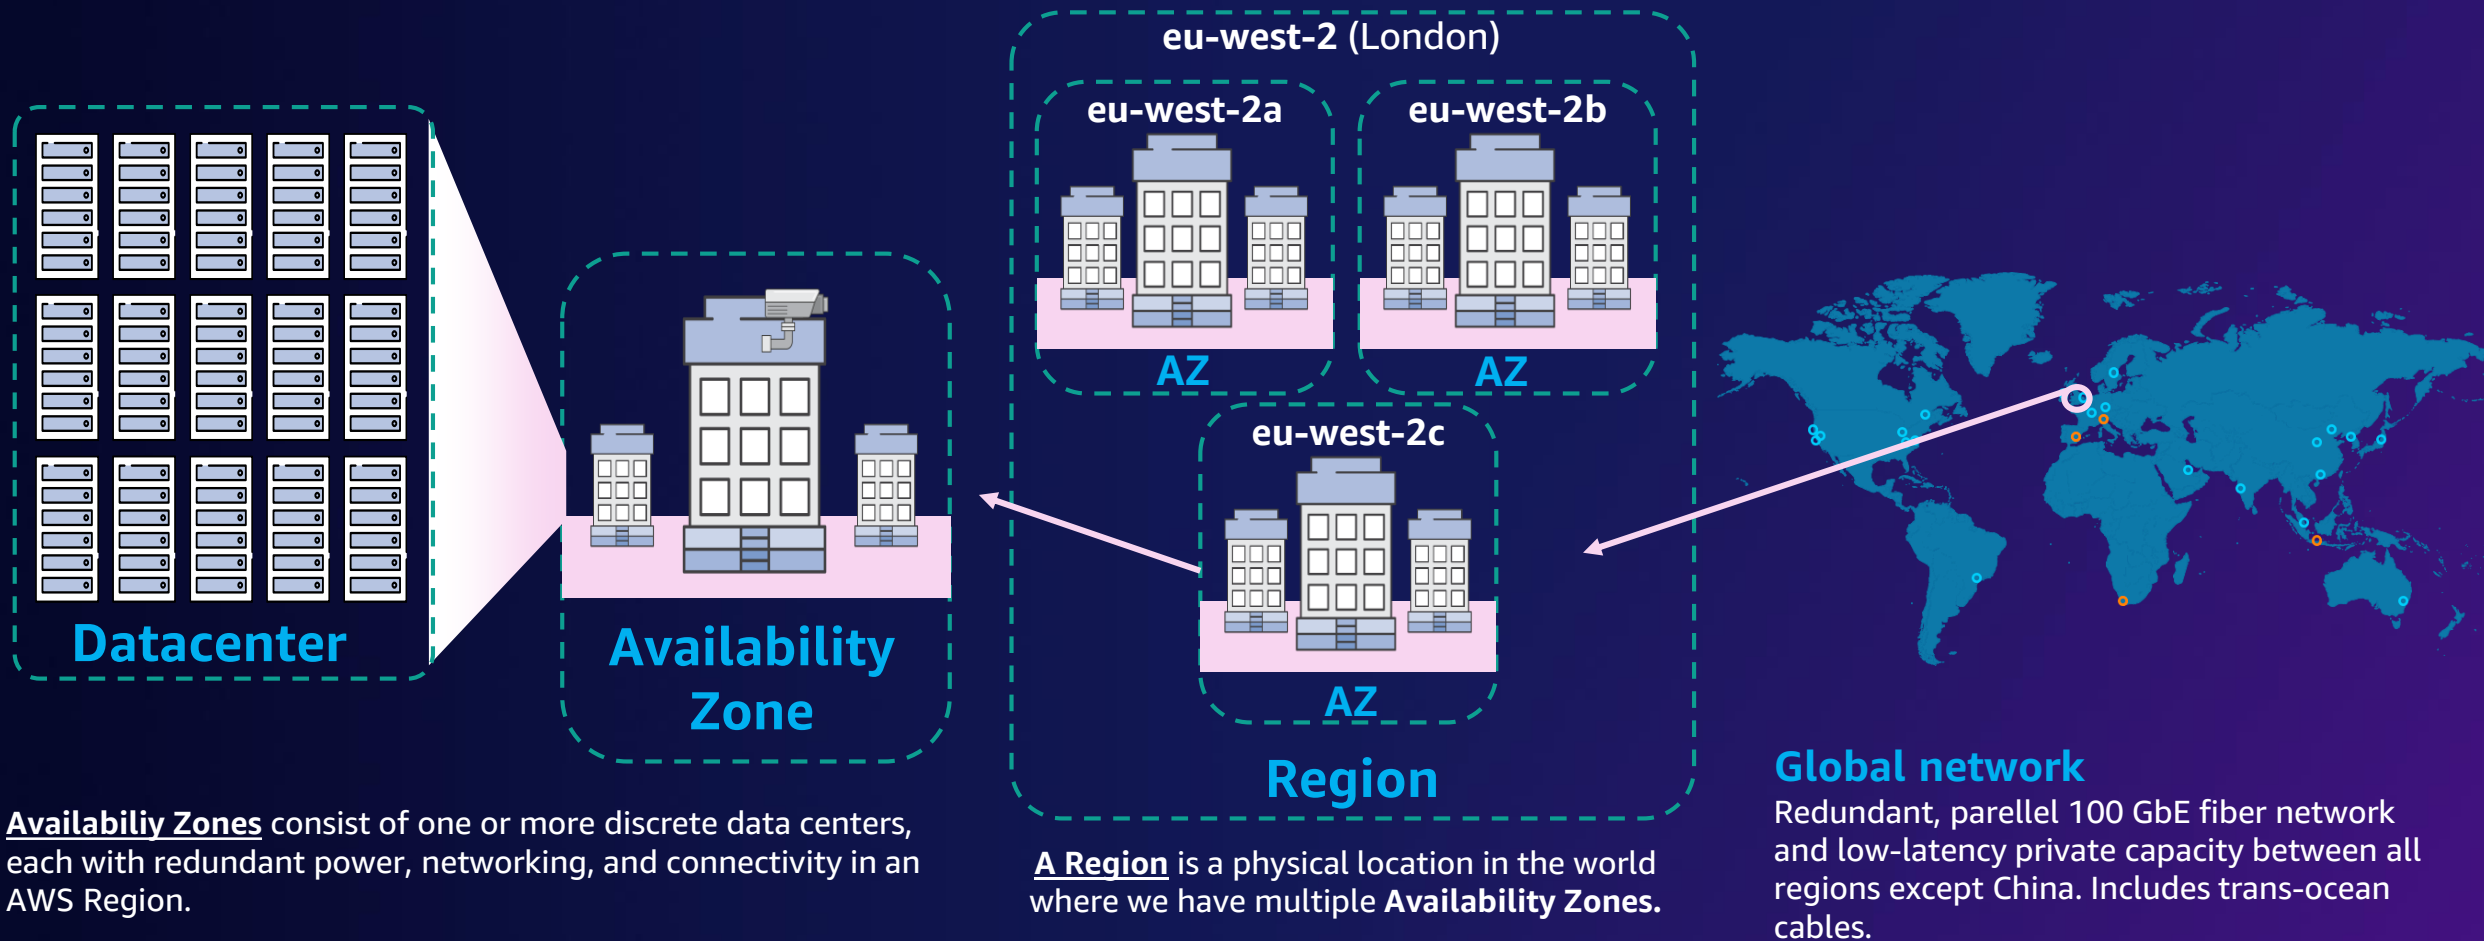 eu-west-2 (London)
eu-west-2a
eu-west-2b
AZ
AZ
eu-west-2c
AZ
Region
Datacenter
Availability
Zone
Availabiliy Zones consist of one or more discrete data centers,
each with redundant power, networking, and connectivity in an
AWS Region.
A Region is a physical location in the world
where we have multiple Availability Zones.
Global network
Redundant, parellel 100 GbE fiber network
and low-latency private capacity between all
regions except China. Includes trans-ocean
cables.